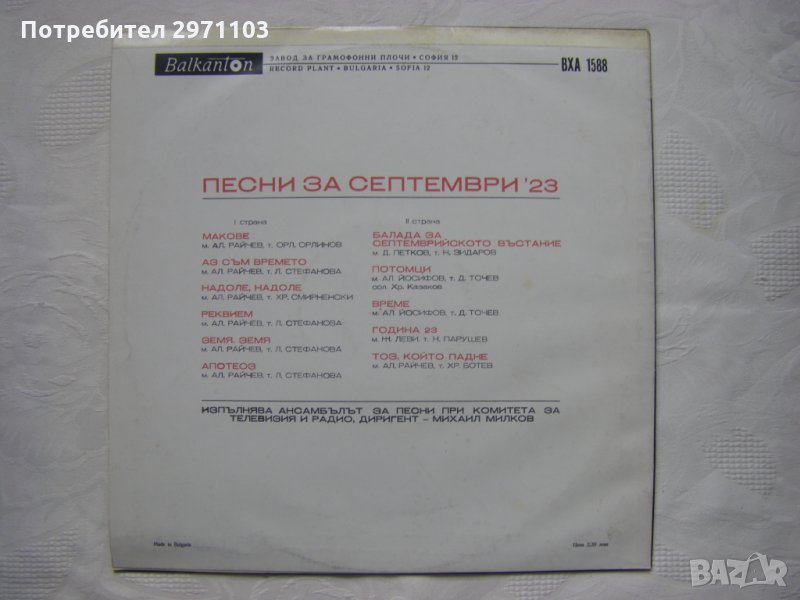 Потребител 2971103
Balkanton
ЗАВОД ЗА ГРАМОФОННИ ПЛОЧИ • СОФИЯ 12
RECORD PLANT • BULGARIA • SOFIA 12
ВХА 1588
ПЕСНИ ЗА СЕПТЕМВРИ '23
I страна
МАКОВЕ
м. АЛ. РАЙЧЕВ, т. ОРЛ. ОРЛИНОВ
АЗ СЪМ ВРЕМЕТО
м. АЛ. РАЙЧЕВ, т. Л. СТЕФАНОВА
НАДОЛЕ, НАДОЛЕ
м. АЛ. РАЙЧЕВ, т. ХР. СМИРНЕНСКИ
РЕКВИЕМ
м. АЛ. РАЙЧЕВ, т. Л. СТЕФАНОВА
ЗЕМЯ, ЗЕМЯ
м. АЛ. РАЙЧЕВ, т. Л. СТЕФАНОВА
АПОТЕОЗ
м. АЛ. РАЙЧЕВ, т. Л. СТЕФАНОВА
II страна
БАЛАДА ЗА
СЕПТЕМВРИЙСКОТО ВЪСТАНИЕ
м. Д. ПЕТКОВ, т. Н. ЗИДАРОВ
ПОТОМЦИ
м. АЛ. ЙОСИФОВ, т. Д. ТОЧЕВ
сол. Хр. Казаков
ВРЕМЕ
м. АЛ. ЙОСИФОВ, т. Д. ТОЧЕВ
ГОДИНА 23
м. Ж. ЛЕВИ, т. Н. ПАРУШЕВ
ТОЗ, КОЙТО ПАДНЕ
м. АЛ. РАЙЧЕВ, т. ХР. БОТЕВ
ИЗПЪЛНЯВА АНСАМБЪЛЪТ ЗА ПЕСНИ ПРИ КОМИТЕТА ЗА
ТЕЛЕВИЗИЯ И РАДИО, ДИРИГЕНТ – МИХАИЛ МИЛКОВ
Made in Bulgaria
Цена лева
BAZAR